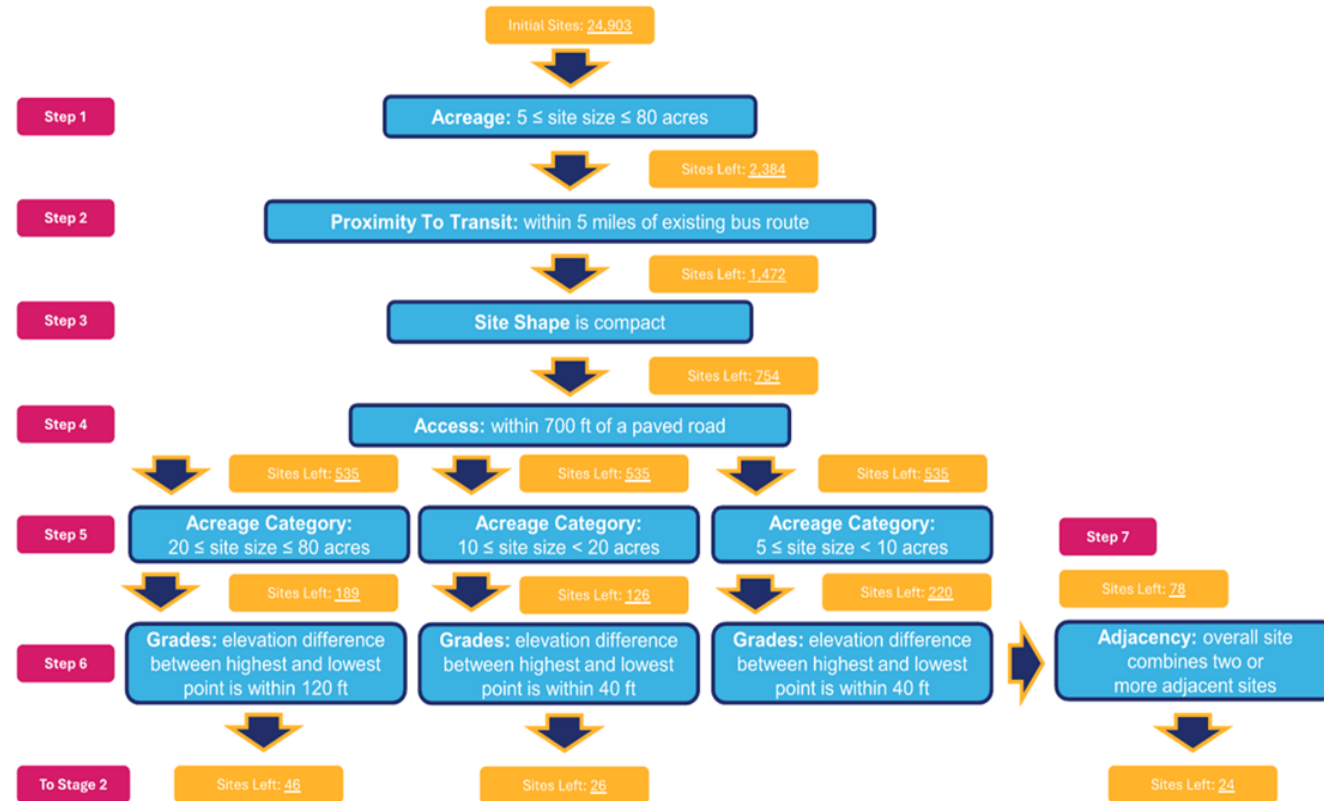 Initial Sites: 24,903
Step 1
Acreage: 5 ≤ site size ≤ 80 acres
Sites Left: 2,384
Step 2
Proximity To Transit: within 5 miles of existing bus route
Sites Left: 1,472
Step 3
Site Shape is compact
Sites Left: 754
Step 4
Access: within 700 ft of a paved road
Sites Left: 535
Sites Left: 535
Sites Left: 535
Step 5
Acreage Category:
20 ≤ site size ≤ 80 acres
Acreage Category:
10 ≤ site size < 20 acres
Acreage Category:
5 ≤ site size < 10 acres
Step 7
Sites Left: 189
Sites Left: 126
Sites Left: 220
Sites Left: 78
Step 6
Grades: elevation difference
between highest and lowest
point is within 120 ft
Grades: elevation difference
between highest and lowest
point is within 40 ft
Grades: elevation difference
between highest and lowest
point is within 40 ft
Adjacency: overall site
combines two or
more adjacent sites
To Stage 2
Sites Left: 46
Sites Left: 26
Sites Left: 24